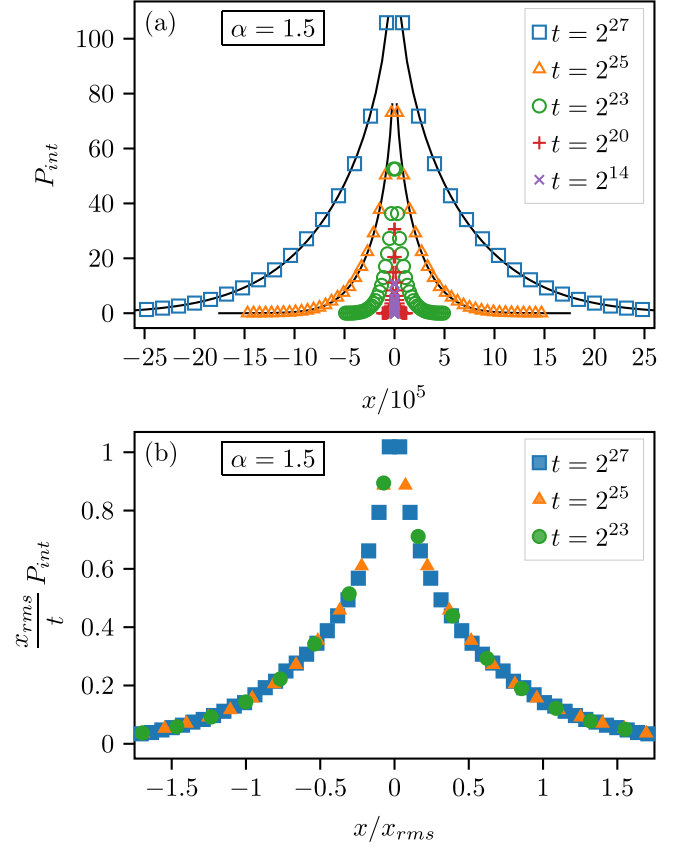 (a)
α = 1.5
t = 2^27
t = 2^25
t = 2^23
t = 2^20
t = 2^14
P_int
100
80
60
40
20
0
−25 −20 −15 −10 −5 0 5 10 15 20 25
x/10^5
(b)
α = 1.5
t = 2^27
t = 2^25
t = 2^23
x_rms/t P_int
1
0.8
0.6
0.4
0.2
0
−1.5 −1 −0.5 0 0.5 1 1.5
x/x_rms